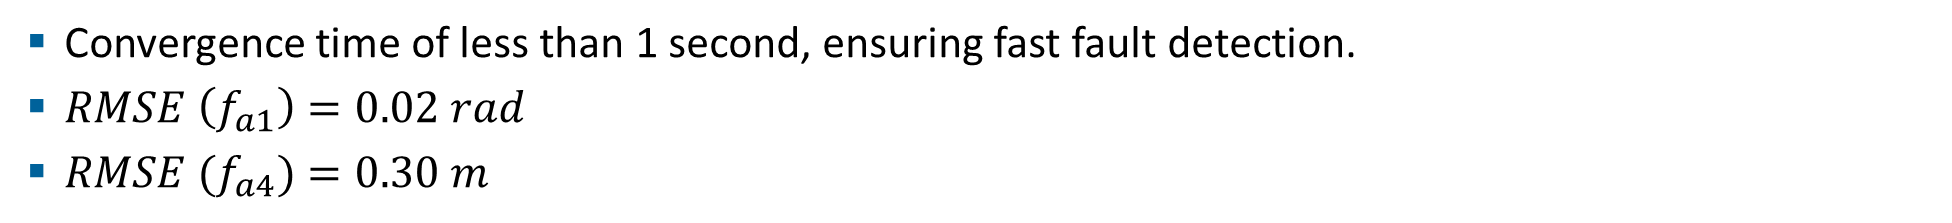 ▪ Convergence time of less than 1 second, ensuring fast fault detection.
▪ RMSE (fₐ₁) = 0.02 rad
▪ RMSE (fₐ₄) = 0.30 m